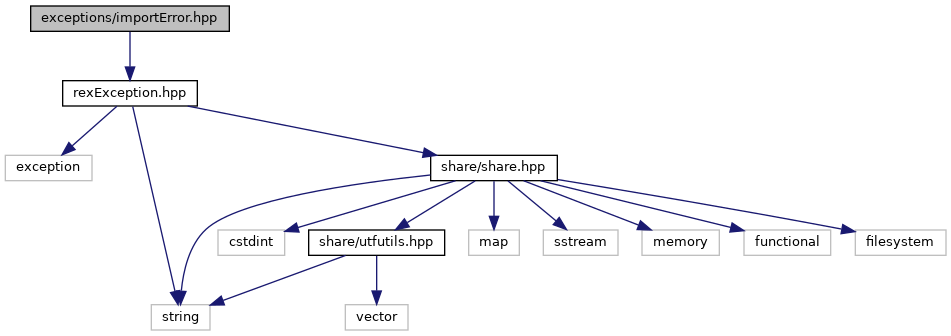 exceptions/importError.hpp
rexException.hpp
exception
share/share.hpp
cstdint
share/utfutils.hpp
map
sstream
memory
functional
filesystem
string
vector